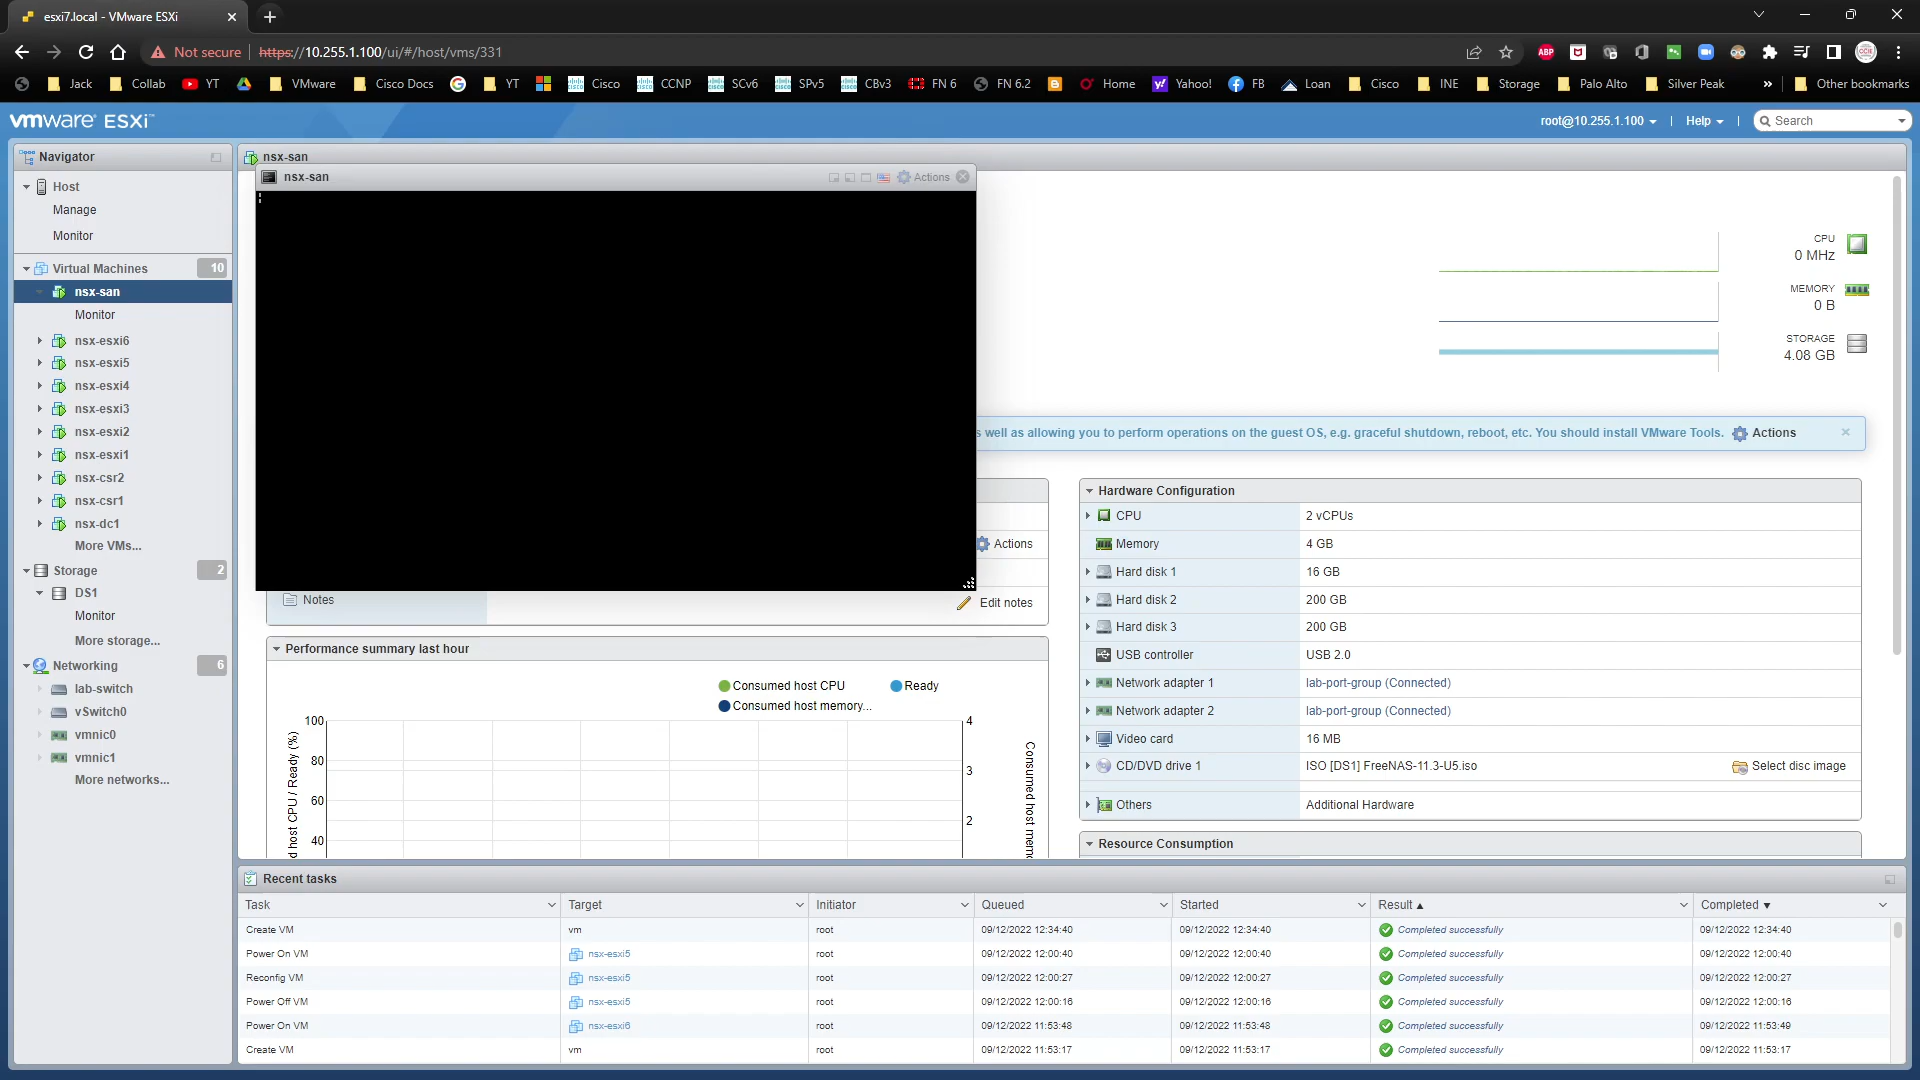 esxi7.local - VMware ESXi
Not secure https://10.255.1.100/ui/#/host/vms/331
ABP
Jack Collab YT VMware Cisco Docs YT Cisco CCNP SCv6 SPv5 CBv3 FN 6 FN 6.2 Home Yahoo! FB Loan Cisco INE Storage Palo Alto Silver Peak » Other bookmarks
vmware ESXi™
root@10.255.1.100 | Help | Search
Navigator
Host
Manage
Monitor
Virtual Machines 10
nsx-san
Monitor
nsx-esxi6
nsx-esxi5
nsx-esxi4
nsx-esxi3
nsx-esxi2
nsx-esxi1
nsx-csr2
nsx-csr1
nsx-dc1
More VMs...
Storage 2
DS1
Monitor
More storage...
Networking 6
lab-switch
vSwitch0
vmnic0
vmnic1
More networks...
nsx-san
nsx-san Actions
CPU
0 MHz
MEMORY
0 B
STORAGE
4.08 GB
s well as allowing you to perform operations on the guest OS, e.g. graceful shutdown, reboot, etc. You should install VMware Tools. Actions
Actions
Notes Edit notes
Performance summary last hour
Consumed host CPU Ready
Consumed host memory...
100
80
60
40
d host CPU / Ready (%)
4
3
2
Consumed host memo
Hardware Configuration
CPU 2 vCPUs
Memory 4 GB
Hard disk 1 16 GB
Hard disk 2 200 GB
Hard disk 3 200 GB
USB controller USB 2.0
Network adapter 1 lab-port-group (Connected)
Network adapter 2 lab-port-group (Connected)
Video card 16 MB
CD/DVD drive 1 ISO [DS1] FreeNAS-11.3-U5.iso Select disc image
Others Additional Hardware
Resource Consumption
Recent tasks
Task Target Initiator Queued Started Result Completed
Create VM vm root 09/12/2022 12:34:40 09/12/2022 12:34:40 Completed successfully 09/12/2022 12:34:40
Power On VM nsx-esxi5 root 09/12/2022 12:00:40 09/12/2022 12:00:40 Completed successfully 09/12/2022 12:00:40
Reconfig VM nsx-esxi5 root 09/12/2022 12:00:27 09/12/2022 12:00:27 Completed successfully 09/12/2022 12:00:27
Power Off VM nsx-esxi5 root 09/12/2022 12:00:16 09/12/2022 12:00:16 Completed successfully 09/12/2022 12:00:16
Power On VM nsx-esxi6 root 09/12/2022 11:53:48 09/12/2022 11:53:48 Completed successfully 09/12/2022 11:53:49
Create VM vm root 09/12/2022 11:53:17 09/12/2022 11:53:17 Completed successfully 09/12/2022 11:53:17